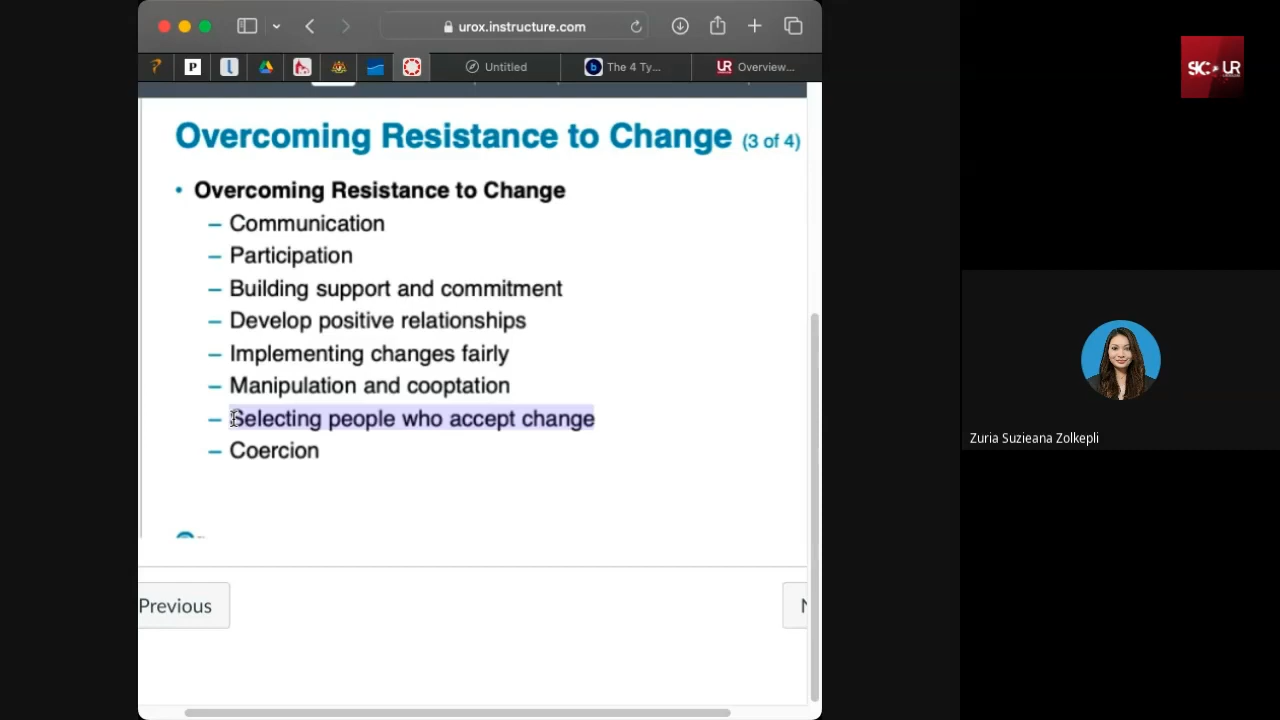 urox.instructure.com
P
Untitled
b
The 4 Ty...
UR
Overview...
Overcoming Resistance to Change (3 of 4)
• Overcoming Resistance to Change
– Communication
– Participation
– Building support and commitment
– Develop positive relationships
– Implementing changes fairly
– Manipulation and cooptation
– Selecting people who accept change
– Coercion
Previous
N
UR
Zuria Suzieana Zolkepli